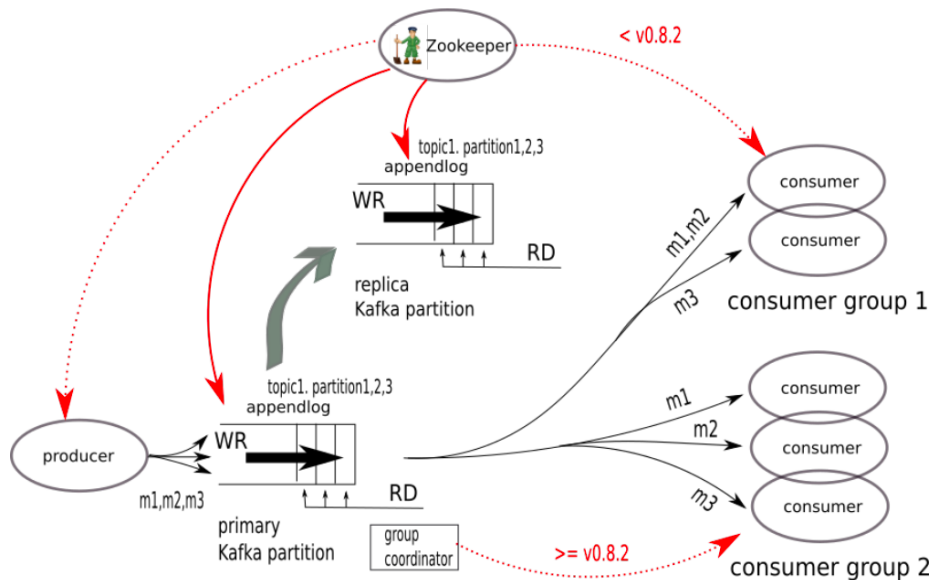 Zookeeper
< v0.8.2
topic1. partition1,2,3
appendlog
WR
RD
replica
Kafka partition
consumer
consumer
m1,m2
m3
consumer group 1
topic1. partition1,2,3
appendlog
producer
m1,m2,m3
WR
RD
primary
Kafka partition
group
coordinator
>= v0.8.2
m1
m2
m3
consumer
consumer
consumer
consumer group 2